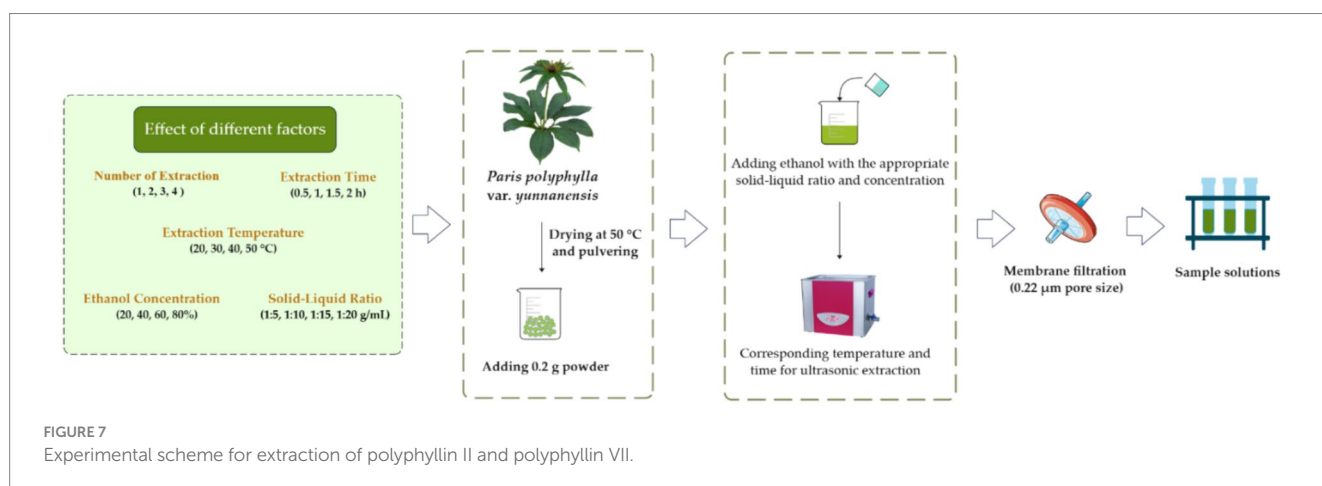 Effect of different factors
Number of Extraction
(1, 2, 3, 4 )
Extraction Time
(0.5, 1, 1.5, 2 h)
Extraction Temperature
(20, 30, 40, 50 °C)
Ethanol Concentration
(20, 40, 60, 80%)
Solid-Liquid Ratio
(1:5, 1:10, 1:15, 1:20 g/mL)
Paris polyphylla
var. yunnanensis
Drying at 50 °C
and pulvering
Adding 0.2 g powder
Adding ethanol with the appropriate
solid-liquid ratio and concentration
Corresponding temperature and
time for ultrasonic extraction
Membrane filtration
(0.22 μm pore size)
Sample solutions
FIGURE 7
Experimental scheme for extraction of polyphyllin II and polyphyllin VII.